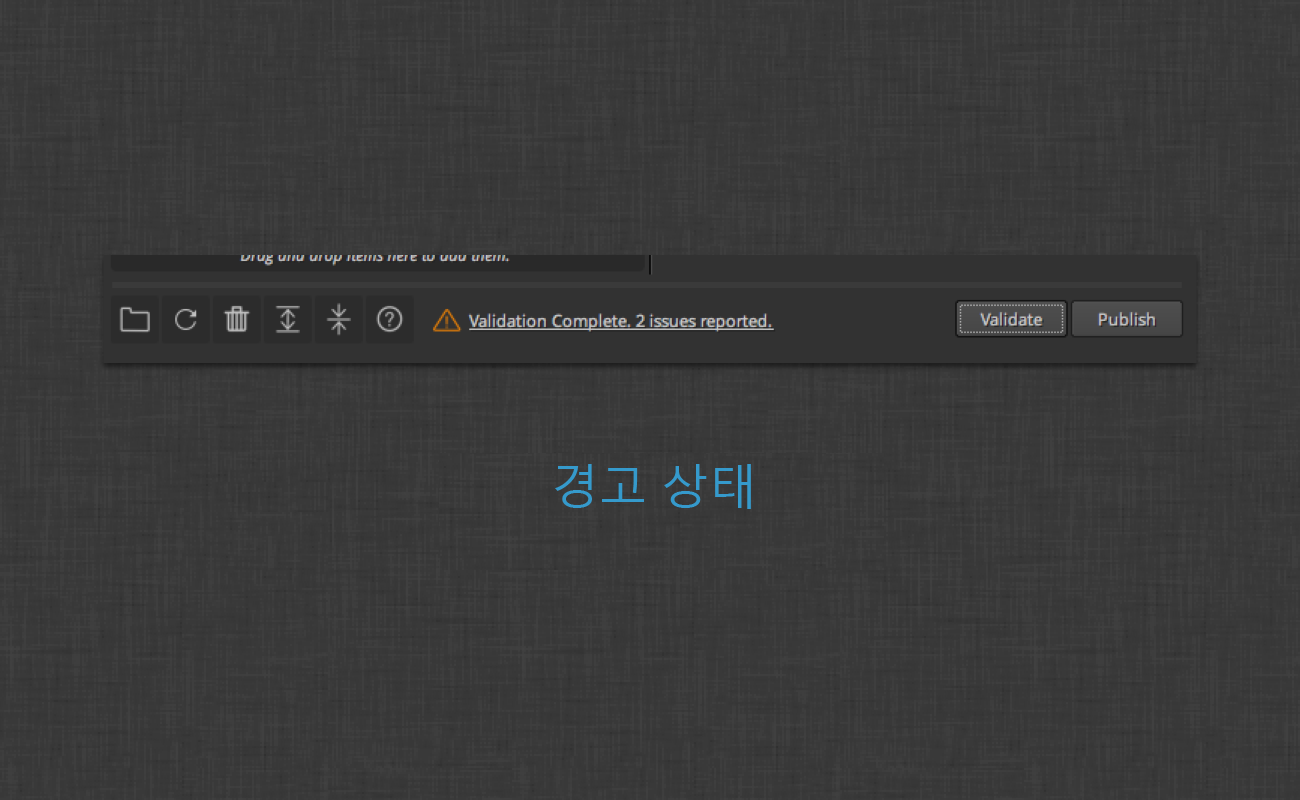 Drag and drop items here to add them.
Validation Complete. 2 issues reported.
Validate
Publish
경고 상태